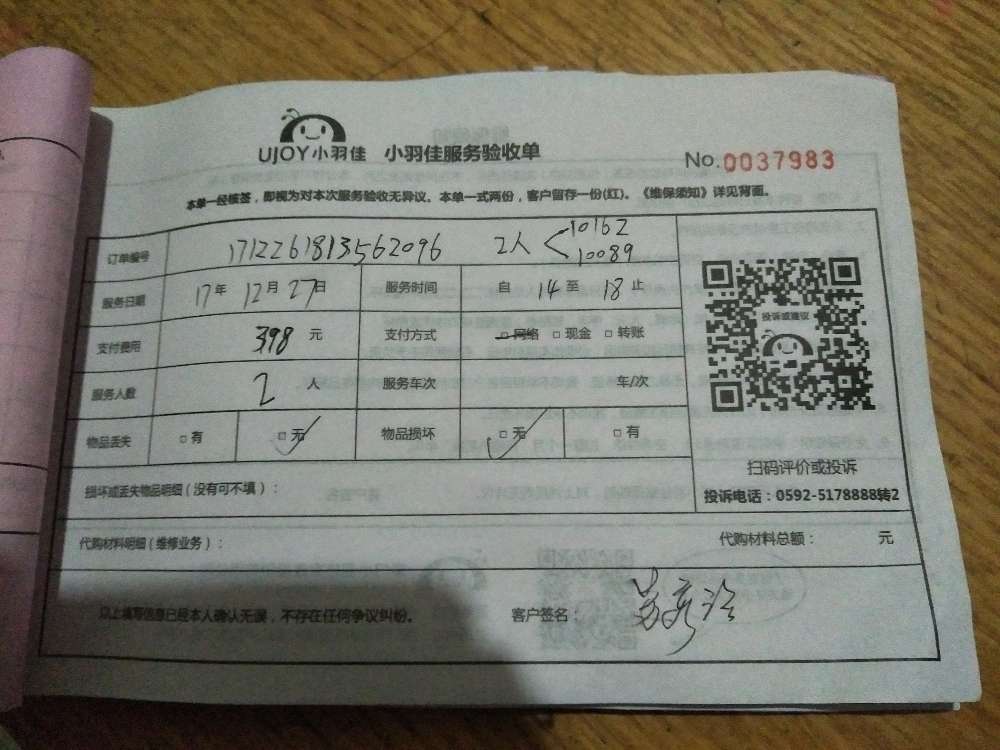 UJOY小羽佳 小羽佳服务验收单
No.0037983
本单一经核签，即视为对本次服务验收无异议。本单一式两份，客户留存一份(红)。《维保须知》详见背面。
订单编号 1712261813562096 2人 10162
10089
服务日期 17年 12月 27日 服务时间 自 14 至 18 止
支付费用 398 元 支付方式 □网络 □现金 □转账
服务人数 2 人 服务车次 车/次
物品丢失 □有 □无 物品损坏 □无 □有
投诉或建议
扫码评价或投诉
投诉电话：0592-5178888转2
损坏或丢失物品明细（没有可不填）：
代购材料明细（维修业务）： 代购材料总额： 元
以上填写信息已经本人确认无误，不存在任何争议纠纷。 客户签名：